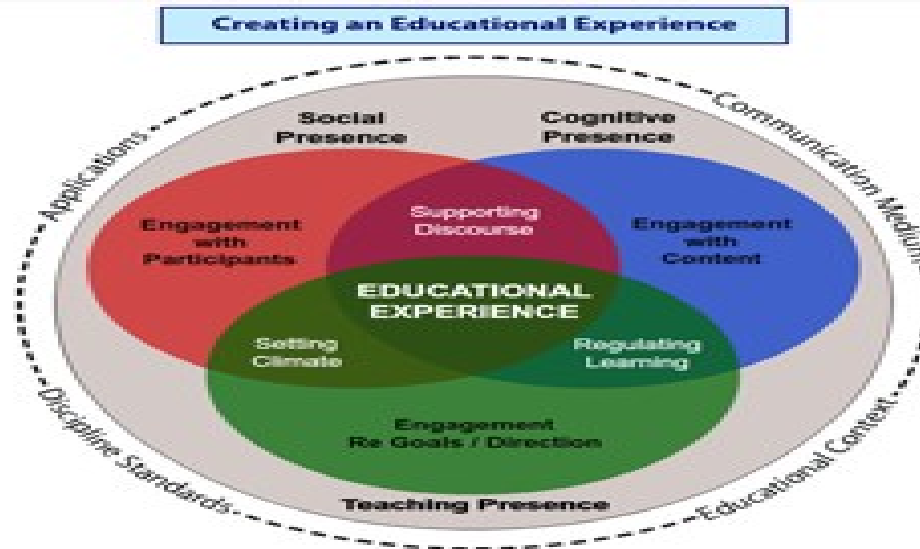 Creating an Educational Experience
Social
Presence
Cognitive
Presence
Communication Medium
Applications
Engagement
with
Participants
Supporting
Discourse
Engagement
with
Content
EDUCATIONAL
EXPERIENCE
Setting
Climate
Regulating
Learning
Engagement
Re Goals / Direction
Teaching Presence
Discipline Standards
Educational Context